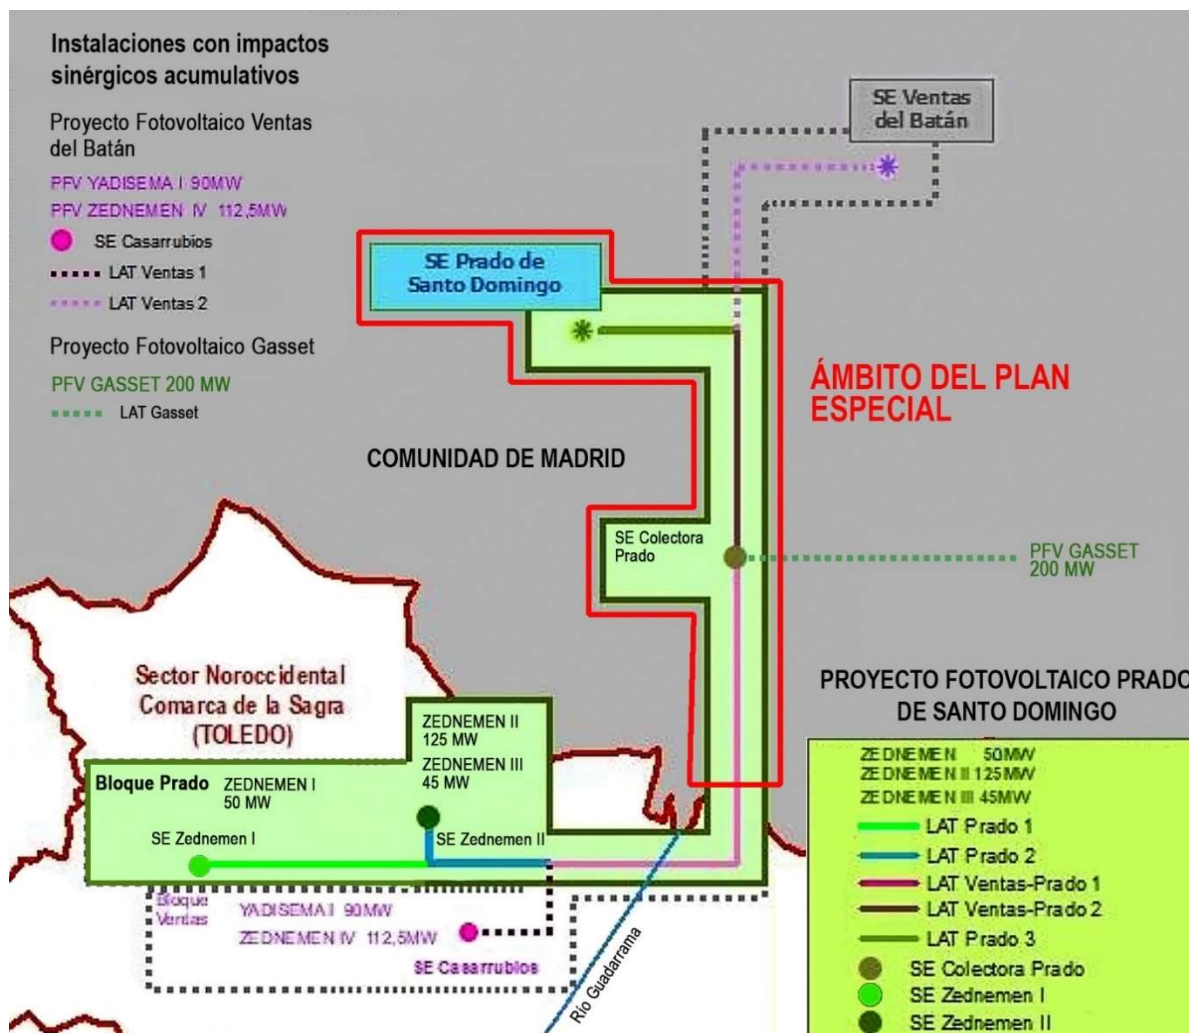 Instalaciones con impactos
sinérgicos acumulativos
Proyecto Fotovoltaico Ventas
del Batán
PFV YADISEMA I 90MW
PFV ZEDNEMEN IV 112,5MW
SE Casarrubios
LAT Ventas 1
LAT Ventas 2
Proyecto Fotovoltaico Gasset
PFV GASSET 200 MW
LAT Gasset
SE Ventas
del Batán
SE Prado de
Santo Domingo
ÁMBITO DEL PLAN
ESPECIAL
COMUNIDAD DE MADRID
SE Colectora
Prado
PFV GASSET
200 MW
Sector Noroccidental
Comarca de la Sagra
(TOLEDO)
ZEDNEMEN II
125 MW
ZEDNEMEN III
45 MW
Bloque Prado
ZEDNEMEN I
50 MW
SE Zednemen I
SE Zednemen II
Bloque
Ventas
YADISEMA I 90MW
ZEDNEMEN IV 112,5MW
SE Casarrubios
Río Guadarrama
PROYECTO FOTOVOLTAICO PRADO
DE SANTO DOMINGO
ZEDNEMEN 50MW
ZEDNEMEN II 125MW
ZEDNEMEN III 45MW
LAT Prado 1
LAT Prado 2
LAT Ventas-Prado 1
LAT Ventas-Prado 2
LAT Prado 3
SE Colectora Prado
SE Zednemen I
SE Zednemen II